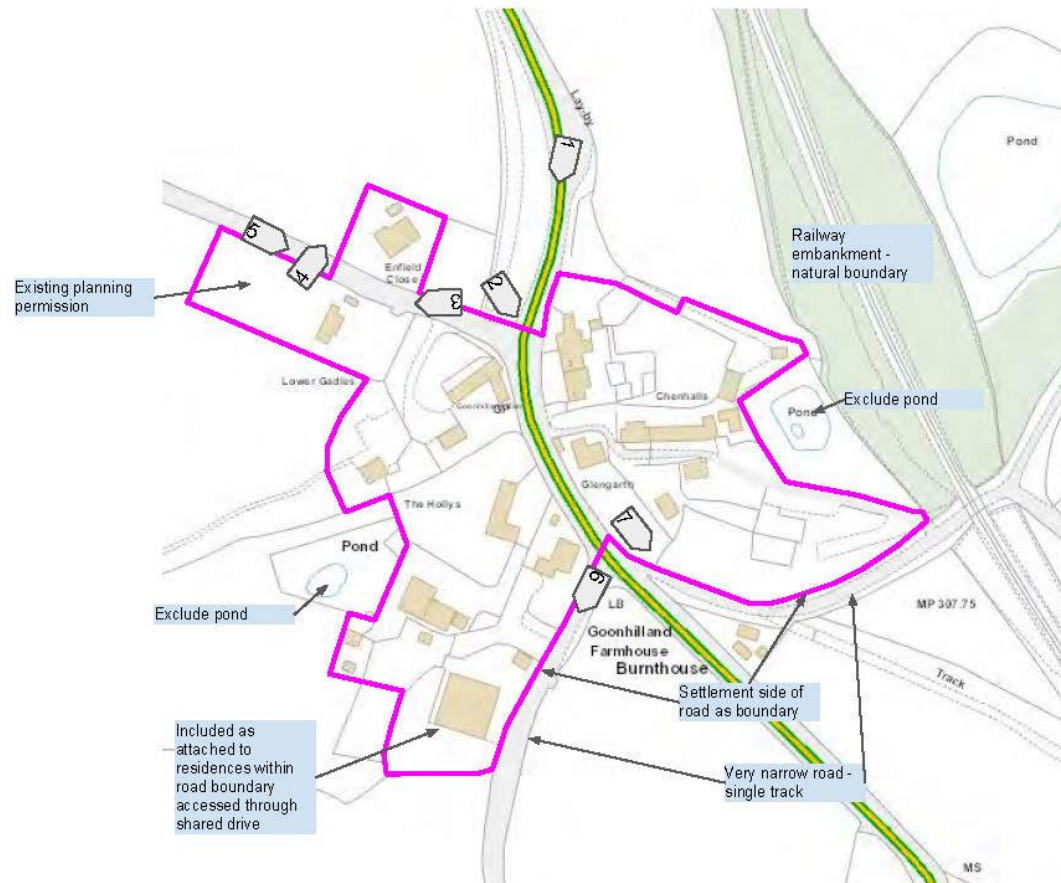 Lay-by
Pond
1
Railway
embankment -
natural boundary
5
4
Enfield
Close
2
3
Existing planning
permission
Lower Gadles
GP
Chenhalls
Pond
Exclude pond
The Hollys
Glengarth
7
Pond
6
Exclude pond
LB
MP 307.75
Goonhilland
Farmhouse
Burnthouse
Track
Settlement side of
road as boundary
Included as
attached to
residences within
road boundary
accessed through
shared drive
Very narrow road -
single track
MS